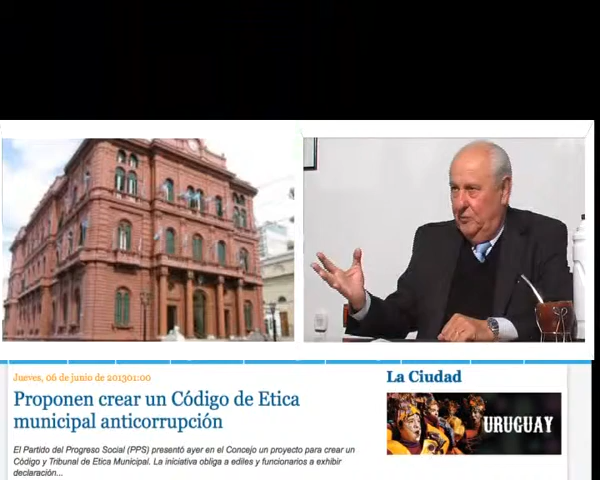 Jueves, 06 de junio de 201301:00
Proponen crear un Código de Etica
municipal anticorrupción
El Partido del Progreso Social (PPS) presentó ayer en el Concejo un proyecto para crear un
Código y Tribunal de Etica Municipal. La iniciativa obliga a ediles y funcionarios a exhibir
declaración...
La Ciudad
URUGUAY